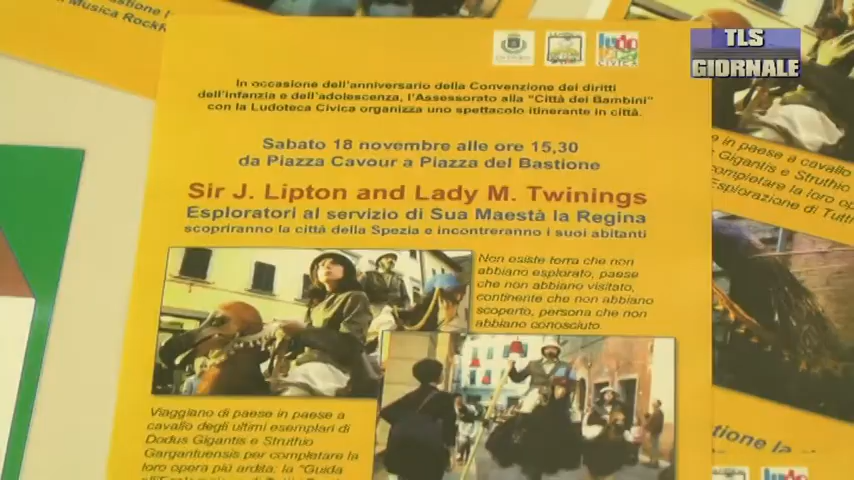 Musica Rockf
TLS
GIORNALE
ludo
CIVICA
In occasione dell'anniversario della Convenzione dei diritti
dell'infanzia e dell'adolescenza, l'Assessorato alla "Città dei Bambini"
con la Ludoteca Civica organizza uno spettacolo itinerante in città.
Sabato 18 novembre alle ore 15,30
da Piazza Cavour a Piazza del Bastione
Sir J. Lipton and Lady M. Twinings
Esploratori al servizio di Sua Maestà la Regina
scopriranno la città della Spezia e incontreranno i suoi abitanti
Non esiste terra che non
abbiano esplorato, paese
che non abbiano visitato,
continente che non abbiano
scoperto, persona che non
abbiano conosciuto.
Viaggiano di paese in paese a
cavallo degli ultimi esemplari di
Dodus Gigantis e Struthio
Gargantuensis per completare la
loro opera più ardita: la "Guida
in paese a cavallo
Gigantis e Struthio
completare la loro
Esplorazione di Tutti